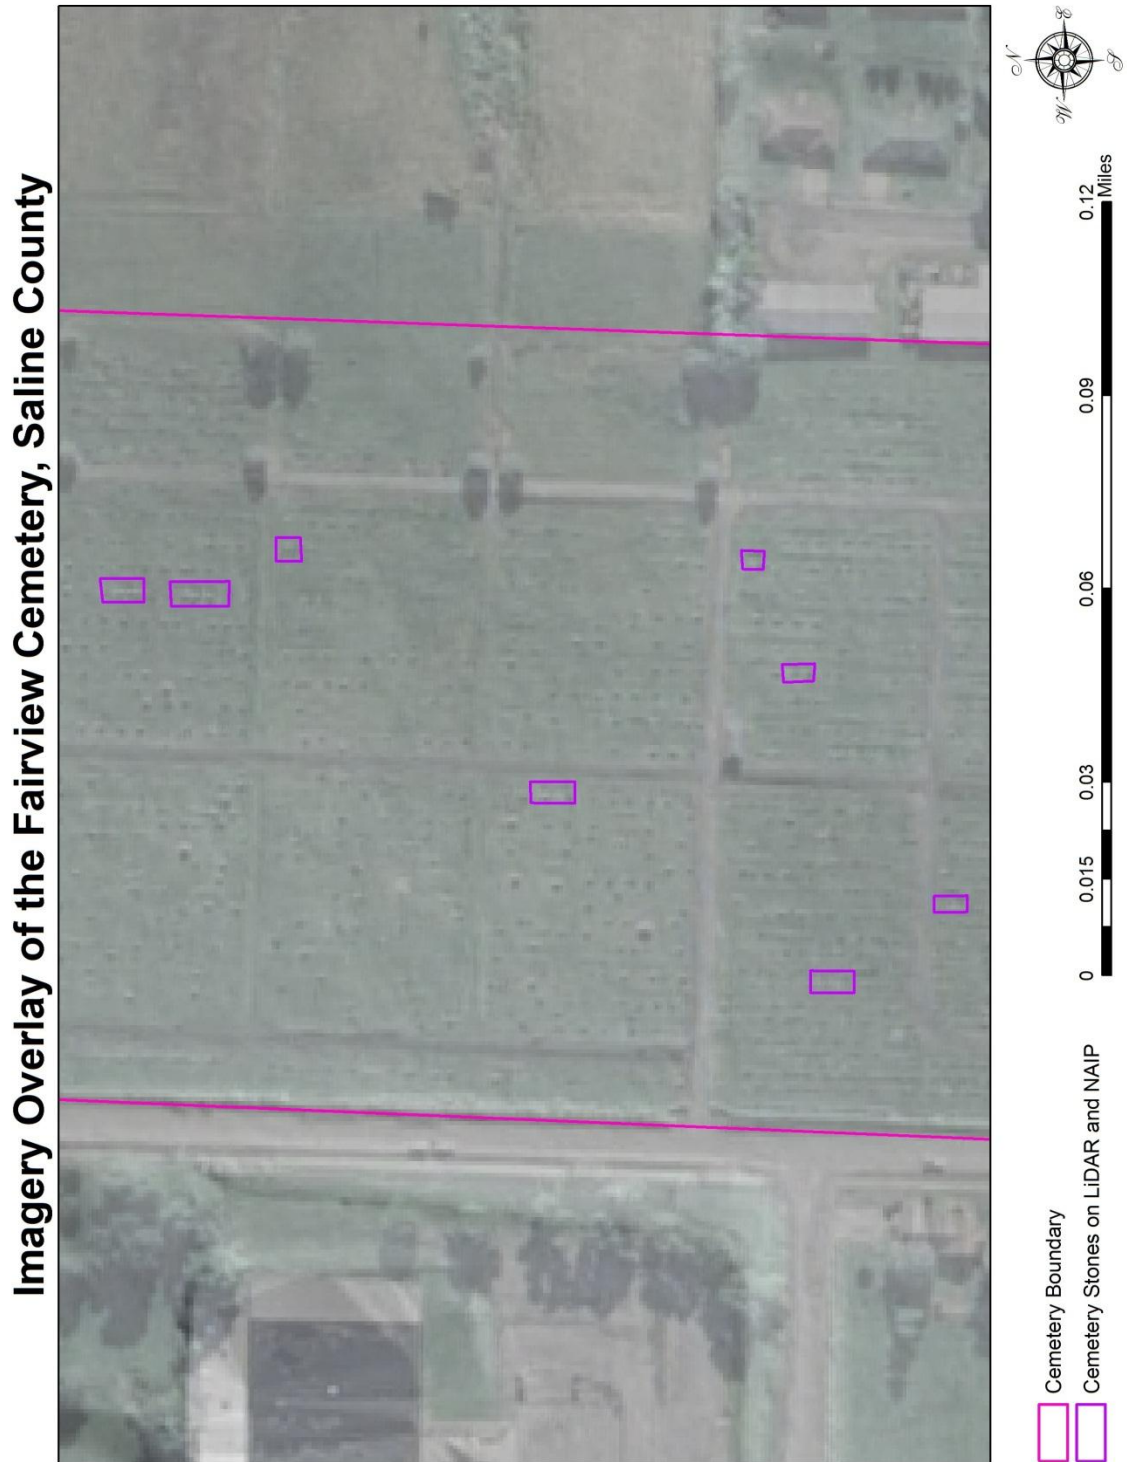 Imagery Overlay of the Fairview Cemetery, Saline County
N
E
S
W
Cemetery Boundary
Cemetery Stones on LiDAR and NAIP
0 0.015 0.03 0.06 0.09 0.12
Miles